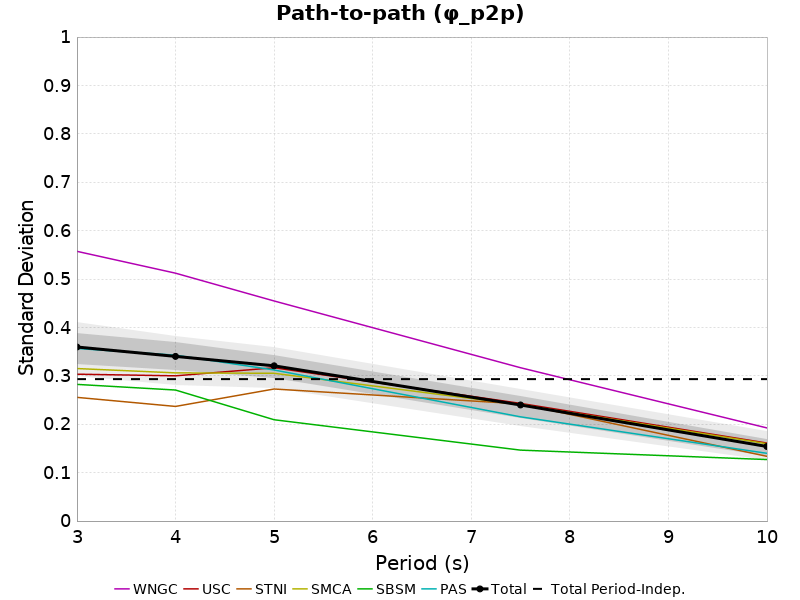 Path-to-path (φ_p2p)
1
0.9
0.8
0.7
0.6
0.5
0.4
0.3
0.2
0.1
0
Standard Deviation
3 4 5 6 7 8 9 10
Period (s)
WNGC USC STNI SMCA SBSM PAS Total Total Period-Indep.